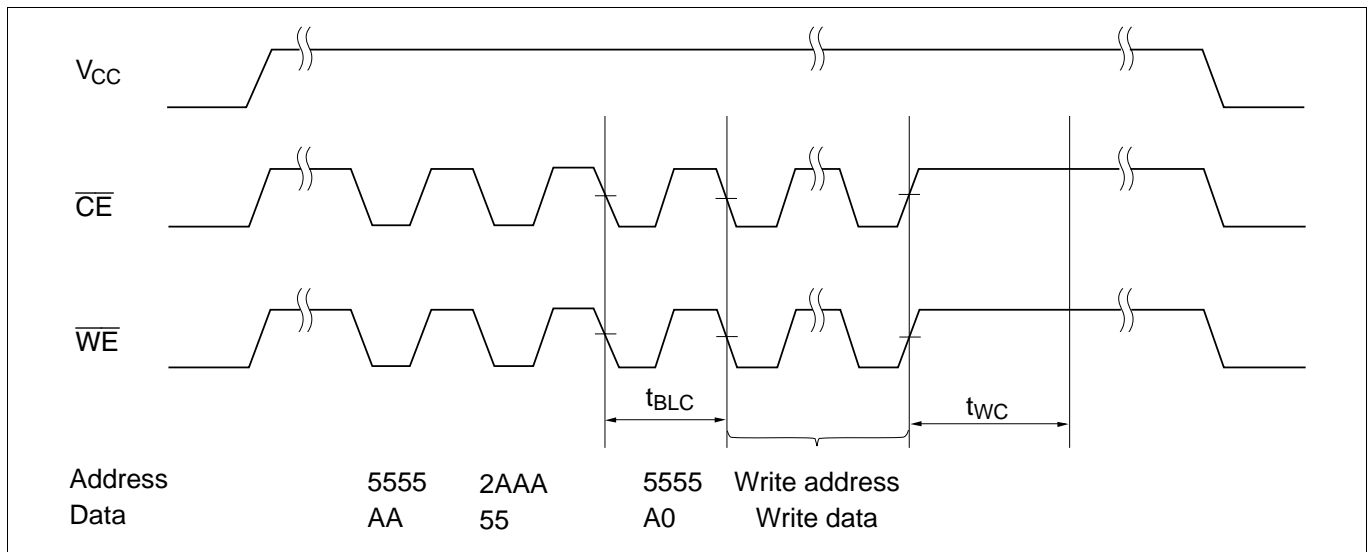 VCC
CE
WE
tBLC
tWC
Address 5555 2AAA 5555 Write address
Data AA 55 A0 Write data